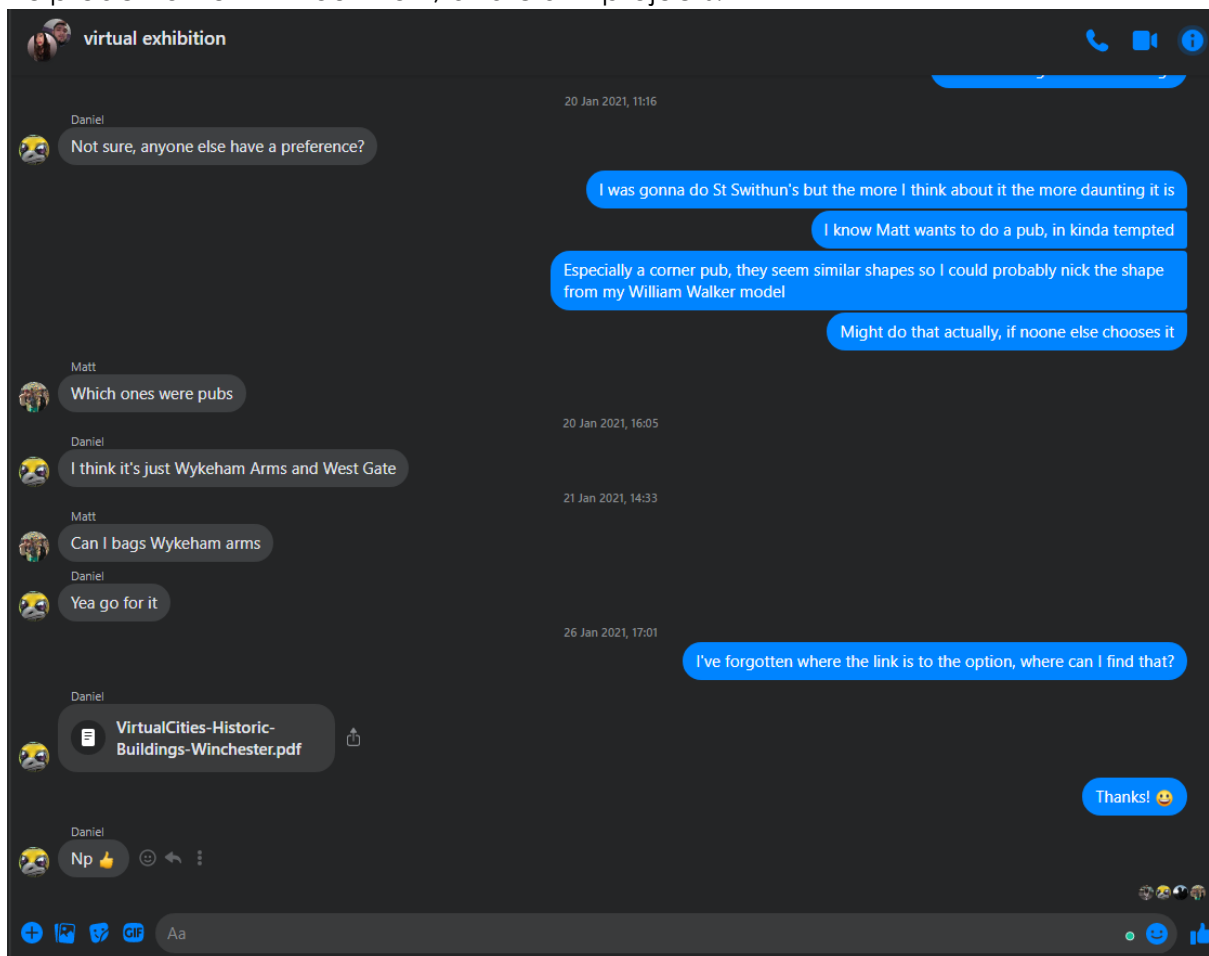 virtual exhibition
20 Jan 2021, 11:16
Daniel
Not sure, anyone else have a preference?
I was gonna do St Swithun's but the more I think about it the more daunting it is
I know Matt wants to do a pub, in kinda tempted
Especially a corner pub, they seem similar shapes so I could probably nick the shape
from my William Walker model
Might do that actually, if noone else chooses it
Matt
Which ones were pubs
20 Jan 2021, 16:05
Daniel
I think it's just Wykeham Arms and West Gate
21 Jan 2021, 14:33
Matt
Can I bags Wykeham arms
Daniel
Yea go for it
26 Jan 2021, 17:01
I've forgotten where the link is to the option, where can I find that?
Daniel
VirtualCities-Historic-
Buildings-Winchester.pdf
Thanks! 😀
Daniel
Np 👍
GIF
Aa